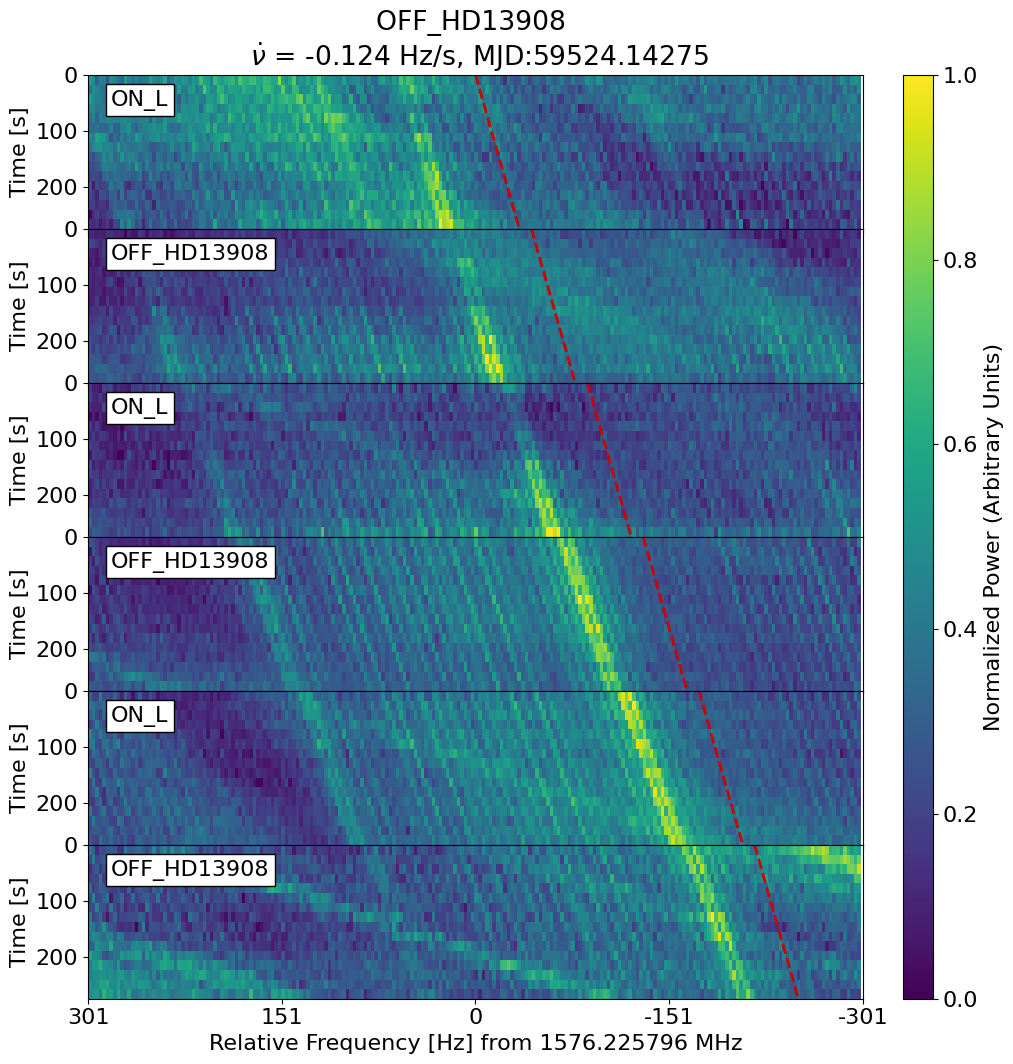 OFF_HD13908
ν̇ = -0.124 Hz/s, MJD:59524.14275
0
100
200
Time [s]
ON_L
0
100
200
Time [s]
OFF_HD13908
0
100
200
Time [s]
ON_L
0
100
200
Time [s]
OFF_HD13908
0
100
200
Time [s]
ON_L
0
100
200
Time [s]
OFF_HD13908
301
151
0
-151
-301
Relative Frequency [Hz] from 1576.225796 MHz
1.0
0.8
0.6
0.4
0.2
0.0
Normalized Power (Arbitrary Units)